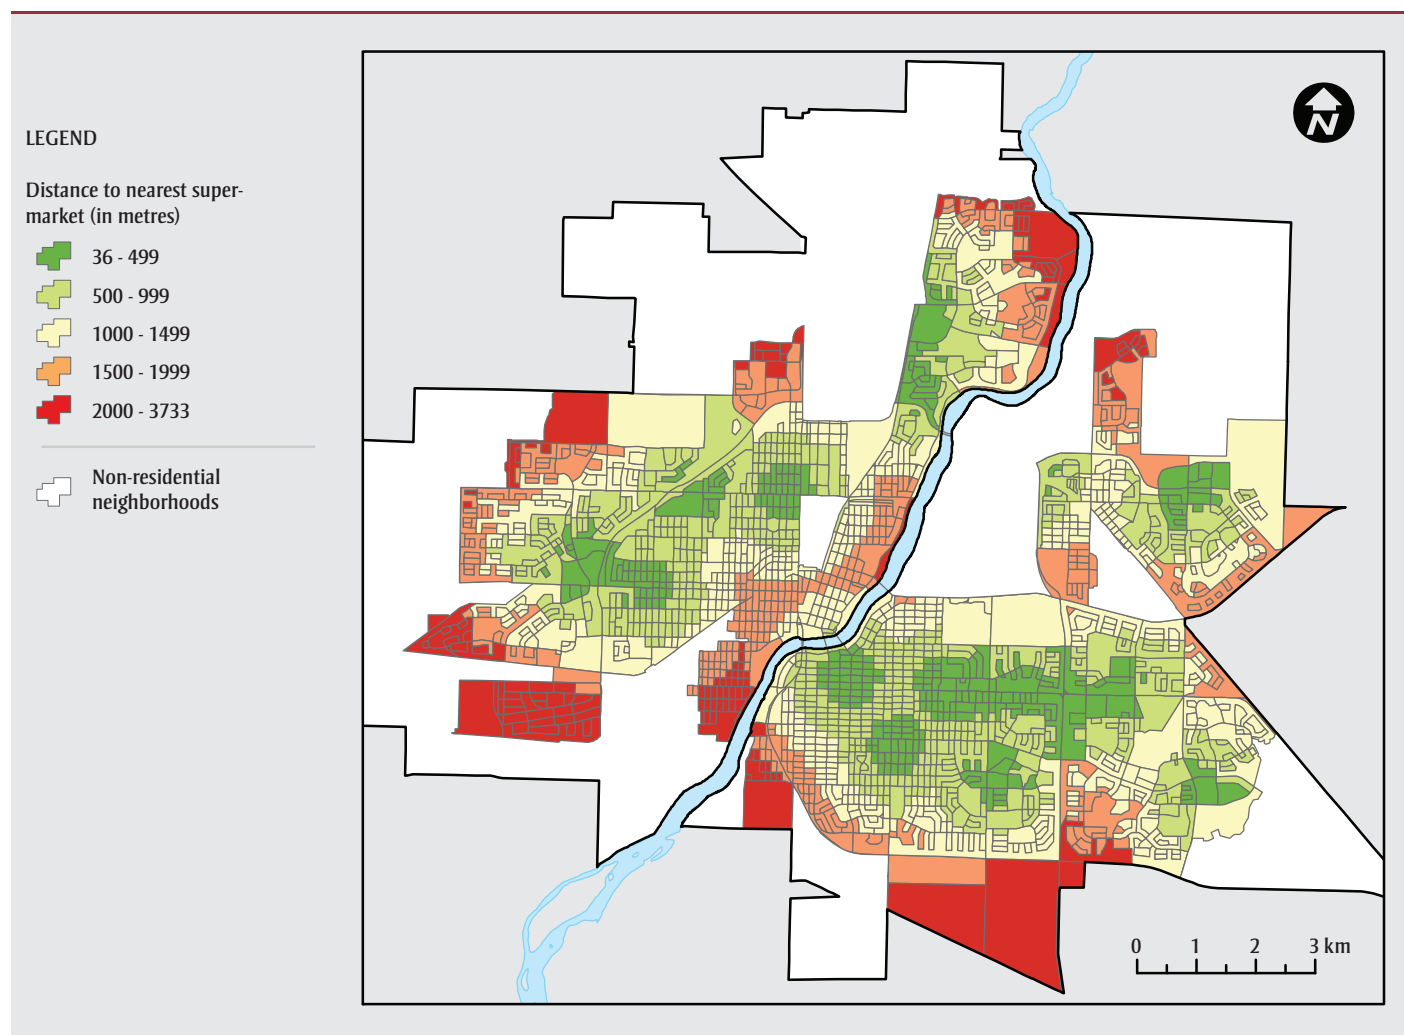 LEGEND
Distance to nearest super-
market (in metres)
36 - 499
500 - 999
1000 - 1499
1500 - 1999
2000 - 3733
Non-residential
neighborhoods
N
0 1 2 3 km